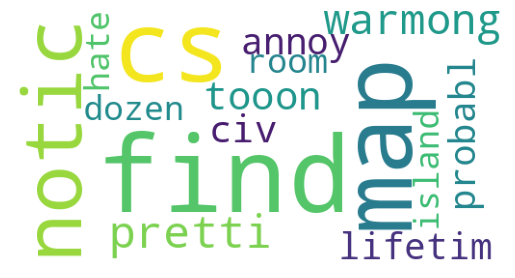 warmong
hate
cs
annoy
room
notic
dozen
tooon
map
probabl
civ
island
find
pretti
lifetim